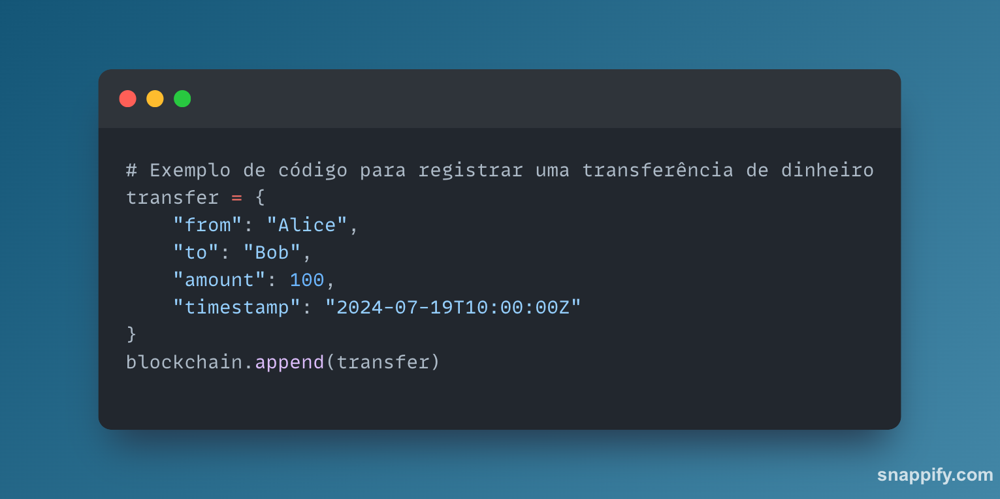 # Exemplo de código para registrar uma transferência de dinheiro
transfer = {
    "from": "Alice",
    "to": "Bob",
    "amount": 100,
    "timestamp": "2024-07-19T10:00:00Z"
}
blockchain.append(transfer)
snappify.com